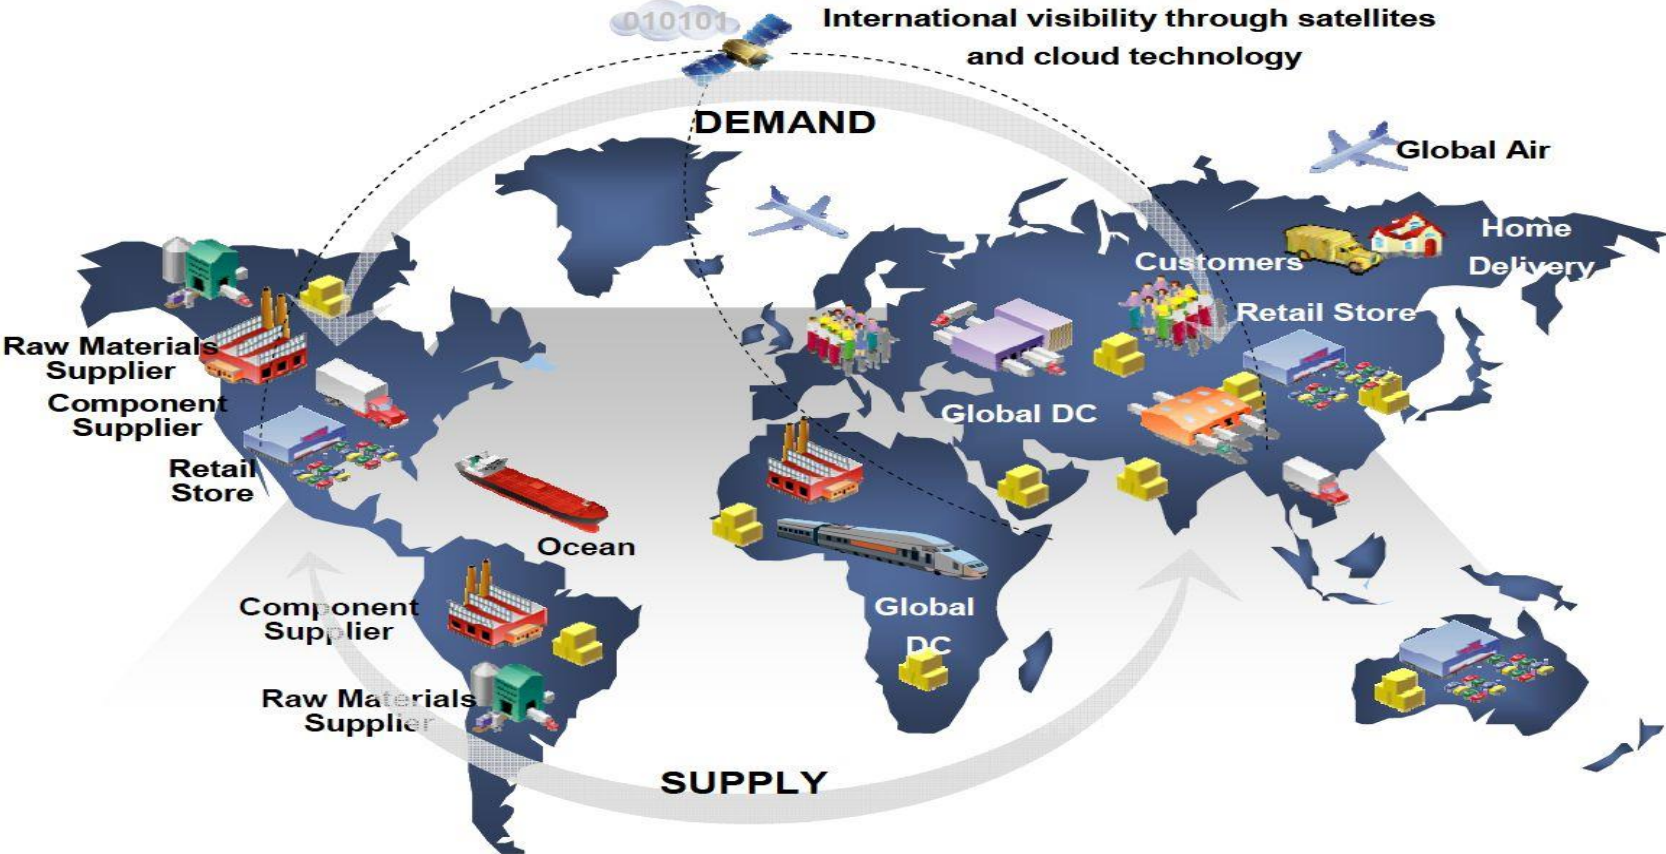 010101
International visibility through satellites
and cloud technology
DEMAND
Global Air
Home
Delivery
Customers
Retail Store
Raw Materials
Supplier
Component
Supplier
Global DC
Retail
Store
Ocean
Component
Supplier
Global
DC
Raw Materials
Supplier
SUPPLY